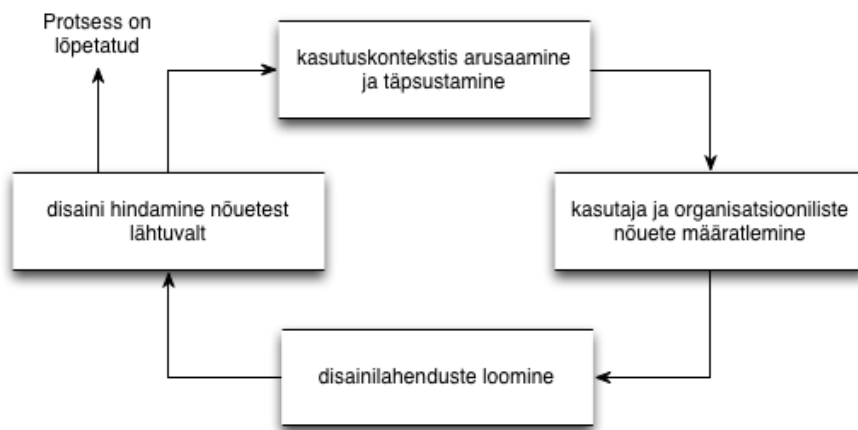 Protsess on
lõpetatud
kasutuskontekstis arusaamine
ja täpsustamine
disaini hindamine nõuetest
lähtuvalt
kasutaja ja organisatsiooniliste
nõuete määratlemine
disainilahenduste loomine